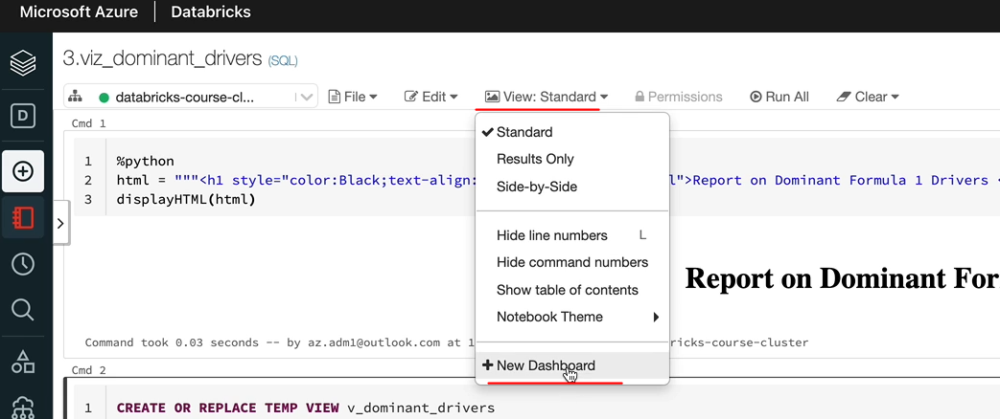 Microsoft Azure | Databricks
3.viz_dominant_drivers (SQL)
databricks-course-cl... File Edit View: Standard Permissions Run All Clear
Cmd 1
1 %python
2 html = """<h1 style="color:Black;text-align: l">Report on Dominant Formula 1 Drivers <
3 displayHTML(html)
Standard
Results Only
Side-by-Side
Hide line numbers L
Hide command numbers
Show table of contents
Notebook Theme
+ New Dashboard
Report on Dominant For
Command took 0.03 seconds -- by az.adm1@outlook.com at 1 ricks-course-cluster
Cmd 2
1 CREATE OR REPLACE TEMP VIEW v_dominant_drivers
D